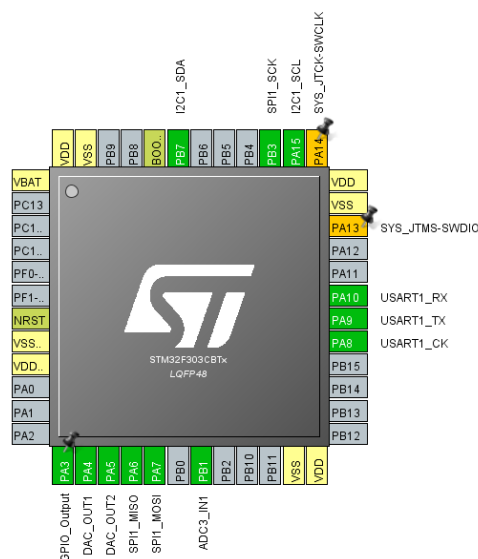 I2C1_SDA
SPI1_SCK
I2C1_SCL
SYS_JTCK-SWCLK
VDD
VSS
PB9
PB8
BOO..
PB7
PB6
PB5
PB4
PB3
PA15
PA14
VBAT
PC13
PC1..
PC1..
PF0-..
PF1-..
NRST
VSS..
VDD..
PA0
PA1
PA2
VDD
VSS
PA13 SYS_JTMS-SWDIO
PA12
PA11
PA10 USART1_RX
PA9 USART1_TX
PA8 USART1_CK
PB15
PB14
PB13
PB12
ST
STM32F303CBTx
LQFP48
PA3
PA4
PA5
PA6
PA7
PB0
PB1
PB2
PB10
PB11
VSS
VDD
GPIO_Output
DAC_OUT1
DAC_OUT2
SPI1_MISO
SPI1_MOSI
ADC3_IN1